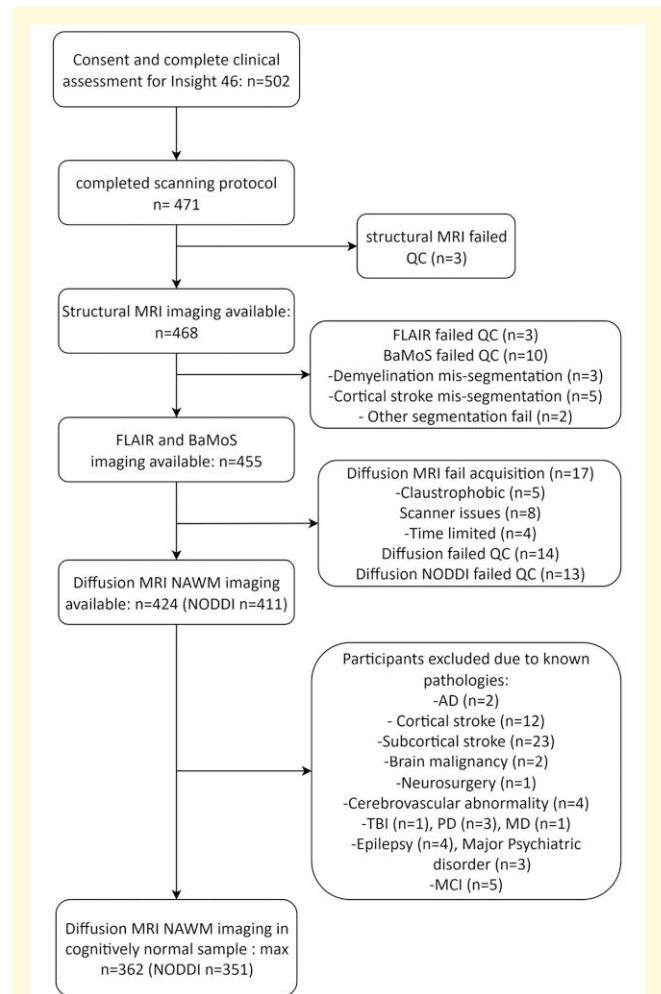 Consent and complete clinical
assessment for Insight 46: n=502
completed scanning protocol
n= 471
structural MRI failed
QC (n=3)
Structural MRI imaging available:
n=468
FLAIR failed QC (n=3)
BaMoS failed QC (n=10)
-Demyelination mis-segmentation (n=3)
-Cortical stroke mis-segmentation (n=5)
- Other segmentation fail (n=2)
FLAIR and BaMoS
imaging available: n=455
Diffusion MRI fail acquisition (n=17)
-Claustrophobic (n=5)
Scanner issues (n=8)
-Time limited (n=4)
Diffusion failed QC (n=14)
Diffusion NODDI failed QC (n=13)
Diffusion MRI NAWM imaging
available: n=424 (NODDI n=411)
Participants excluded due to known
pathologies:
-AD (n=2)
- Cortical stroke (n=12)
-Subcortical stroke (n=23)
-Brain malignancy (n=2)
-Neurosurgery (n=1)
-Cerebrovascular abnormality (n=4)
-TBI (n=1), PD (n=3), MD (n=1)
-Epilepsy (n=4), Major Psychiatric
disorder (n=3)
-MCI (n=5)
Diffusion MRI NAWM imaging in
cognitively normal sample : max
n=362 (NODDI n=351)